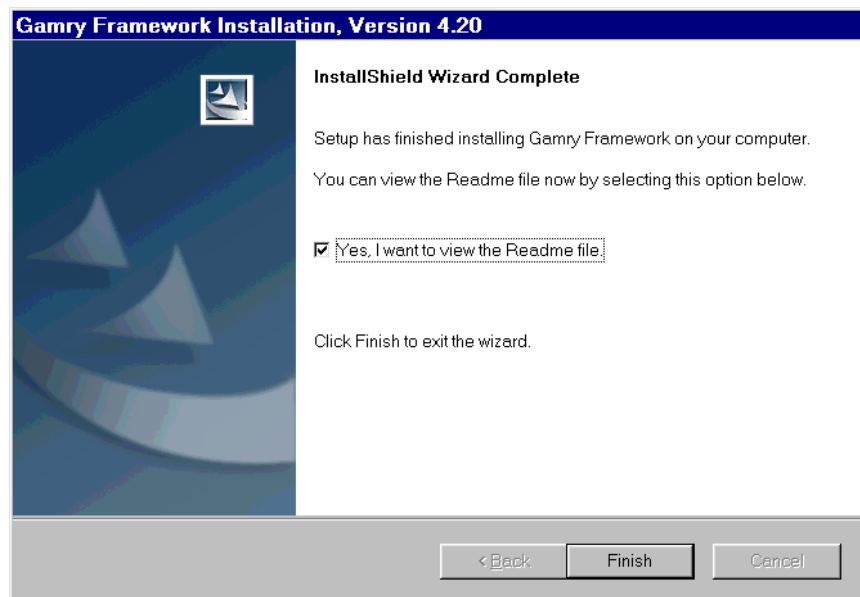 Gamry Framework Installation, Version 4.20
InstallShield Wizard Complete
Setup has finished installing Gamry Framework on your computer.
You can view the Readme file now by selecting this option below.
Yes, I want to view the Readme file.
Click Finish to exit the wizard.
< Back Finish Cancel